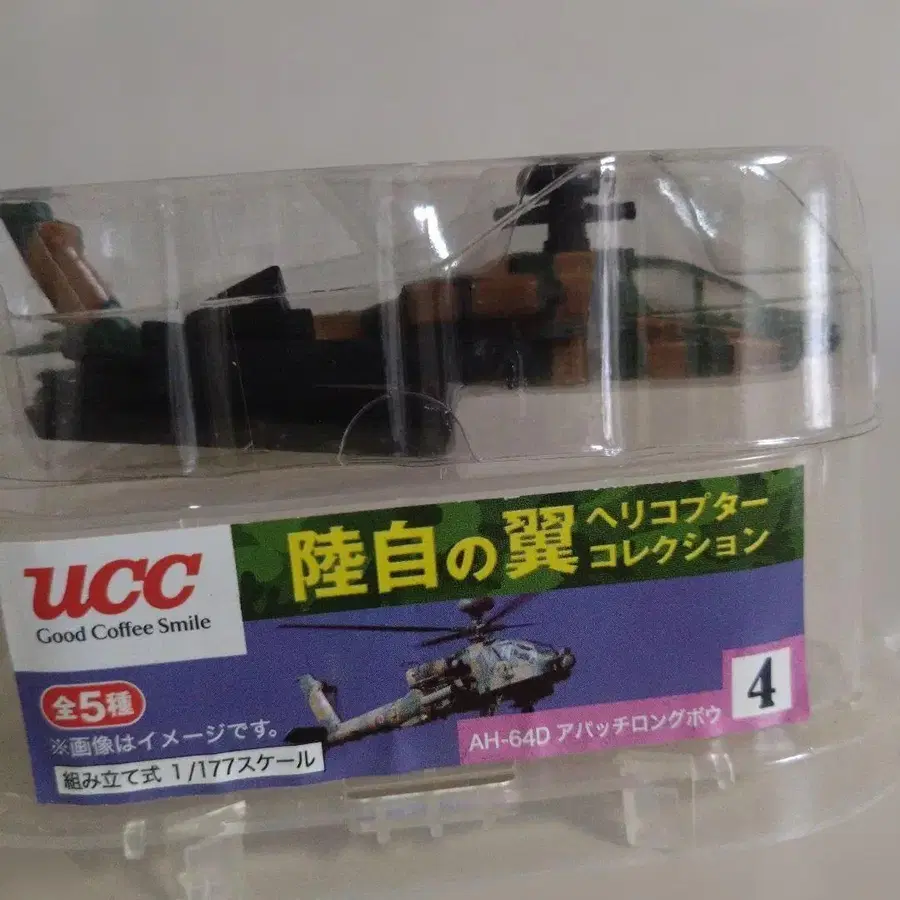 ucc
Good Coffee Smile
陸自の翼
ヘリコプター
コレクション
全5種
※画像はイメージです。
組み立て式 1/177スケール
AH-64D アパッチロングボウ
4